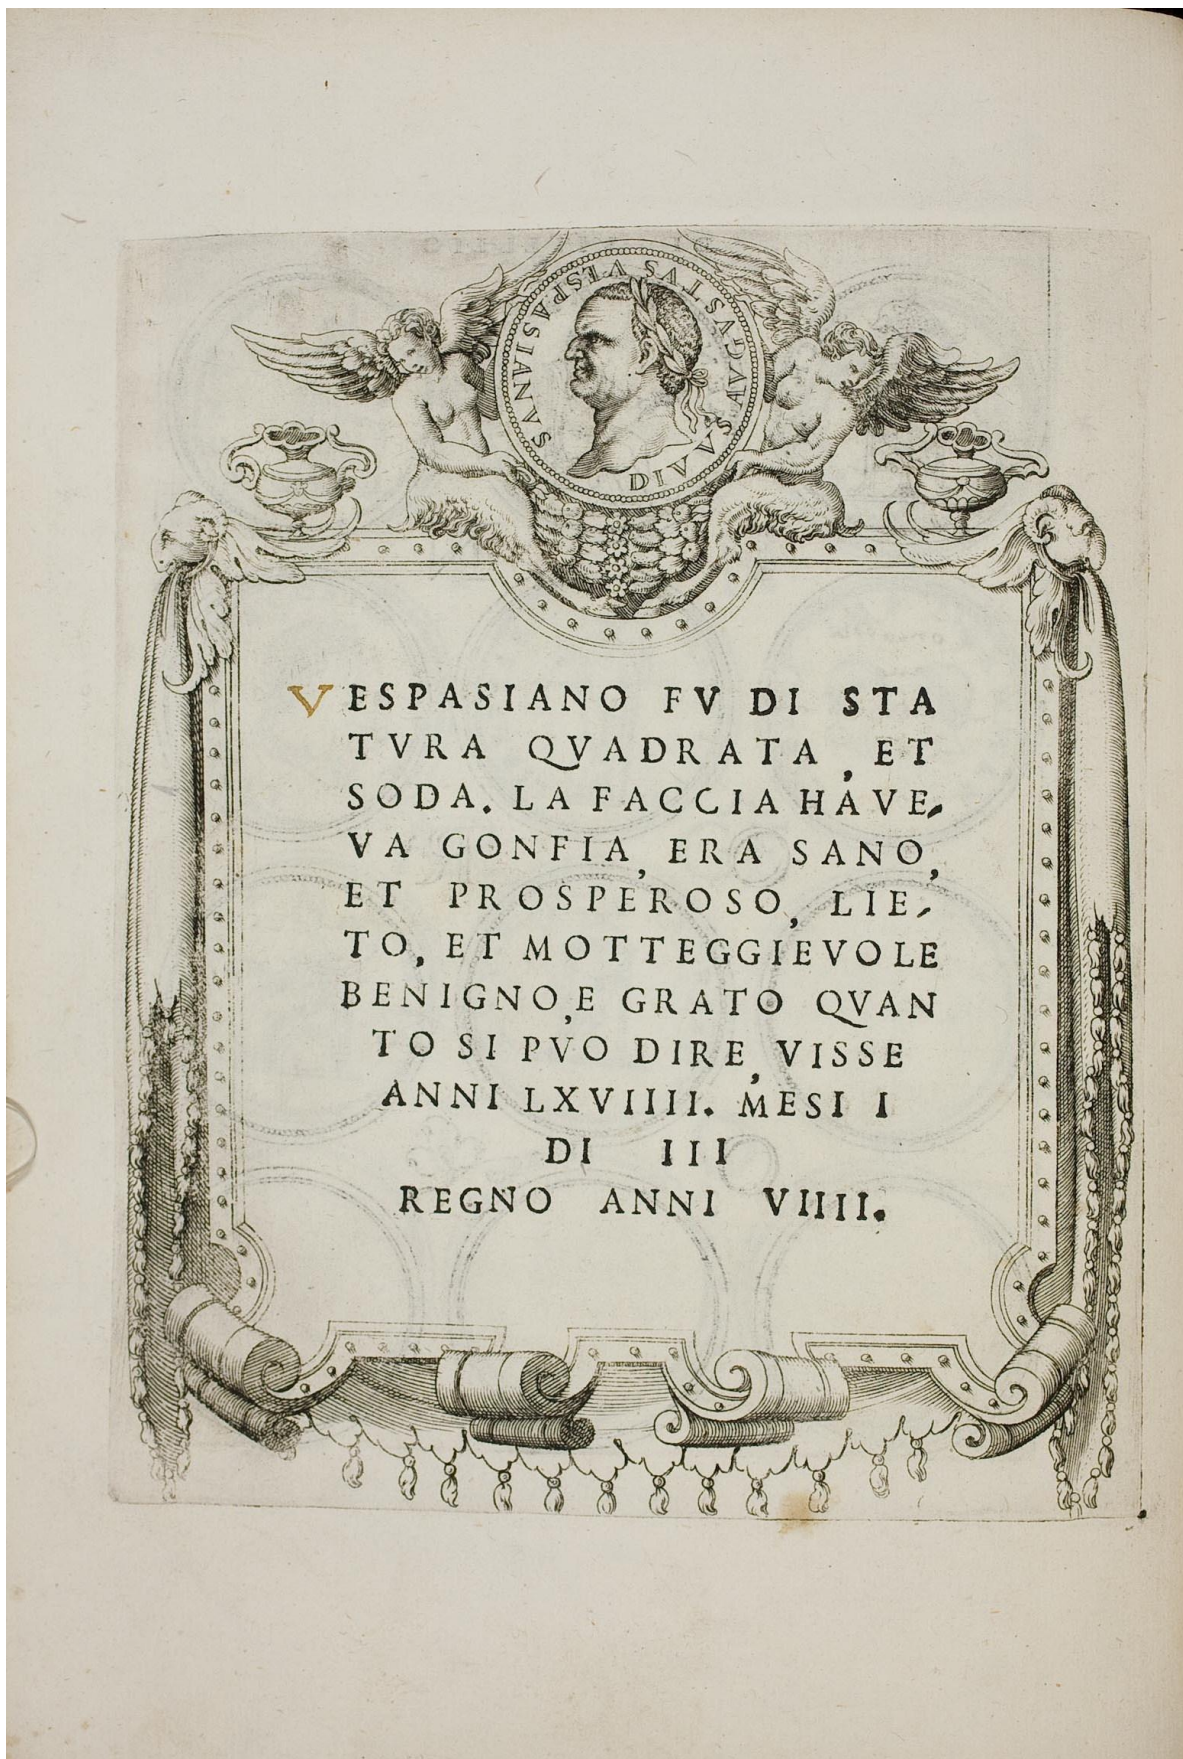 DIVVS AVGVSTVS VESPASIANVS
VESPASIANO FV DI STA
TVRA QVADRATA, ET
SODA. LA FACCIA HAVE-
VA GONFIA, ERA SANO,
ET PROSPEROSO, LIE-
TO, ET MOTTEGGIEVOLE
BENIGNO, E GRATO QVAN
TO SI PVO DIRE, VISSE
ANNI LXVIIII. MESI I
DI III
REGNO ANNI VIIII.